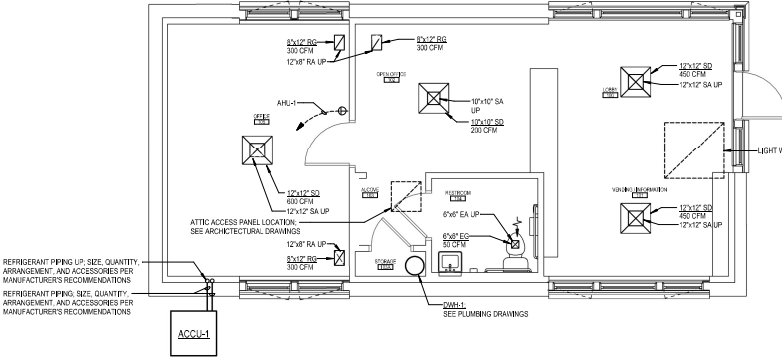 8"x12" RG
300 CFM
12"x8" RA UP
8"x12" RG
300 CFM
OPEN OFFICE
102
10"x10" SA
UP
10"x10" SD
200 CFM
12"x12" SD
450 CFM
12"x12" SA UP
LOBBY
100
AHU-1
OFFICE
12"x12" SD
600 CFM
12"x12" SA UP
LIGHT W
ALCOVE
RESTROOM
VENDING / INFORMATION
101
12"x12" SD
450 CFM
12"x12" SA UP
ATTIC ACCESS PANEL LOCATION;
SEE ARCHICTECTURAL DRAWINGS
6"x6" EA UP
6"x6" EG
50 CFM
12"x8" RA UP
8"x12" RG
300 CFM
STORAGE
REFRIGERANT PIPING UP; SIZE, QUANTITY,
ARRANGEMENT, AND ACCESSORIES PER
MANUFACTURER'S RECOMMENDATIONS
REFRIGERANT PIPING; SIZE, QUANTITY,
ARRANGEMENT, AND ACCESSORIES PER
MANUFACTURER'S RECOMMENDATIONS
DWH-1;
SEE PLUMBING DRAWINGS
ACCU-1